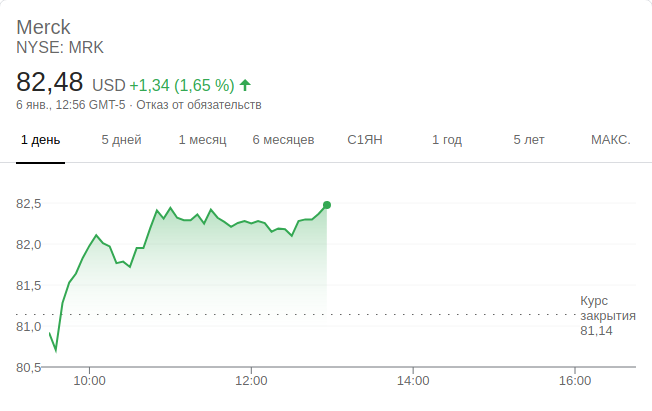 Merck
NYSE: MRK
82,48 USD +1,34 (1,65 %)
6 янв., 12:56 GMT-5 · Отказ от обязательств
1 день 5 дней 1 месяц 6 месяцев С1ЯН 1 год 5 лет МАКС.
82,5
82,0
81,5
81,0
80,5
Курс
закрытия
81,14
10:00 12:00 14:00 16:00